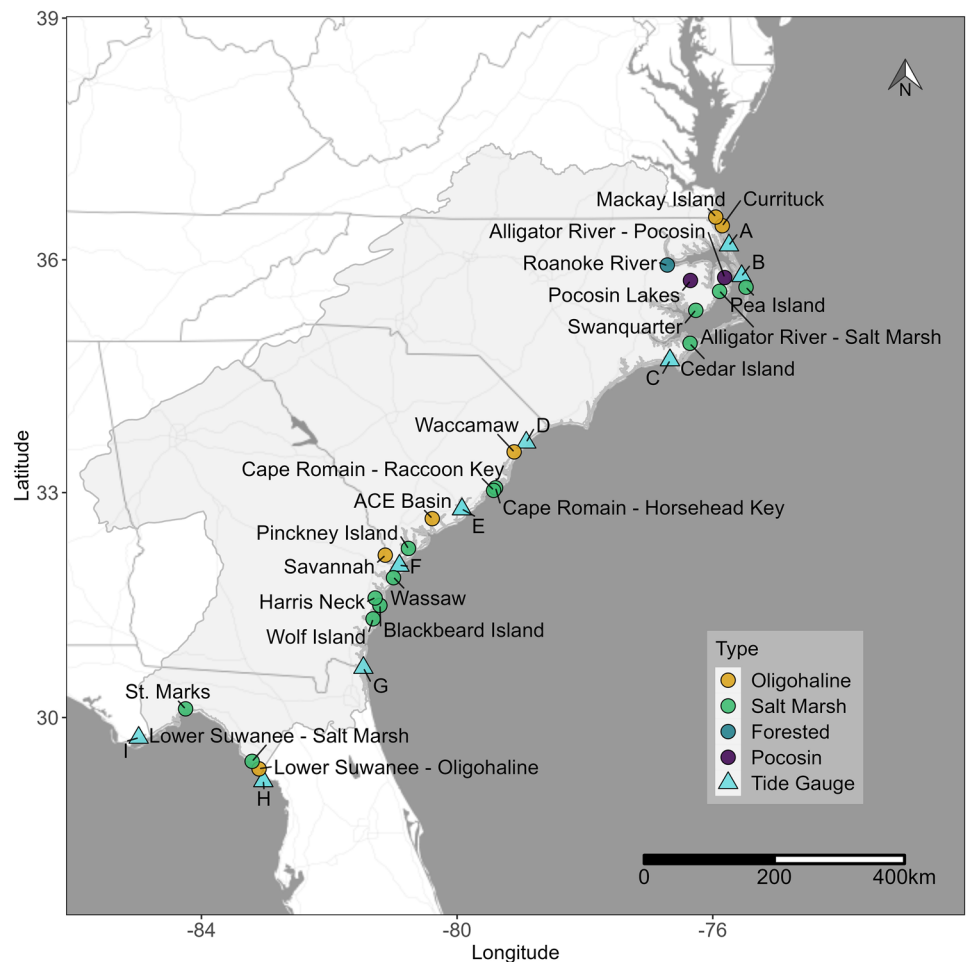 39
N
Mackay Island
Currituck
Alligator River - Pocosin
A
36
Roanoke River
B
Pocosin Lakes
Pea Island
Swanquarter
Alligator River - Salt Marsh
C
Cedar Island
Latitude
Waccamaw
D
Cape Romain - Raccoon Key
33
ACE Basin
Cape Romain - Horsehead Key
E
Pinckney Island
Savannah
F
Harris Neck
Wassaw
Wolf Island
Blackbeard Island
G
St. Marks
30
I
Lower Suwanee - Salt Marsh
Lower Suwanee - Oligohaline
H
Type
Oligohaline
Salt Marsh
Forested
Pocosin
Tide Gauge
0 200 400km
-84 -80 -76
Longitude